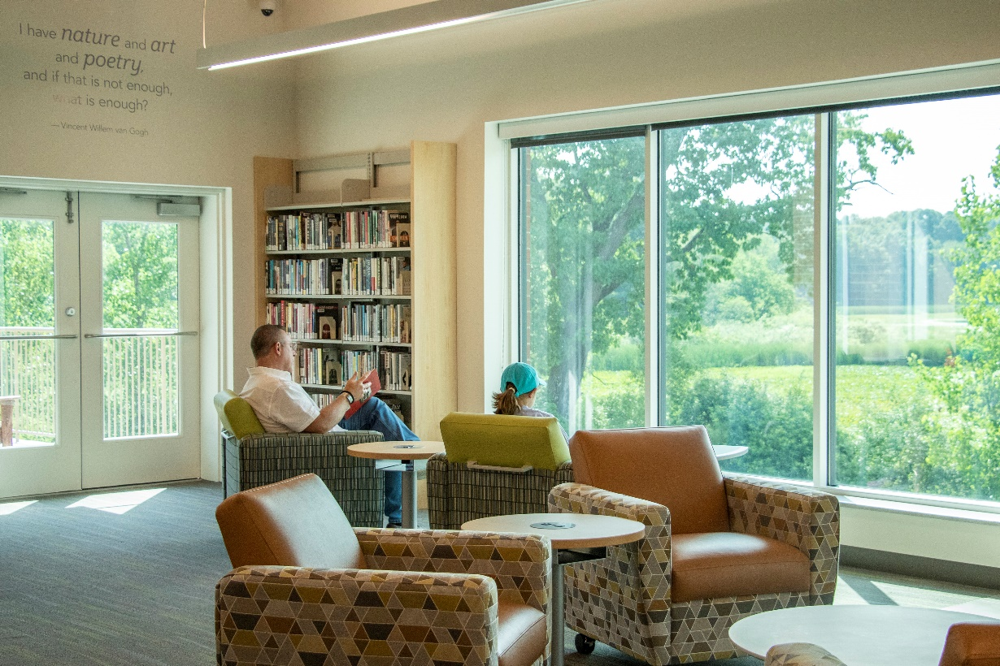 I have nature and art
and poetry,
and if that is not enough,
what is enough?
— Vincent Willem van Gogh